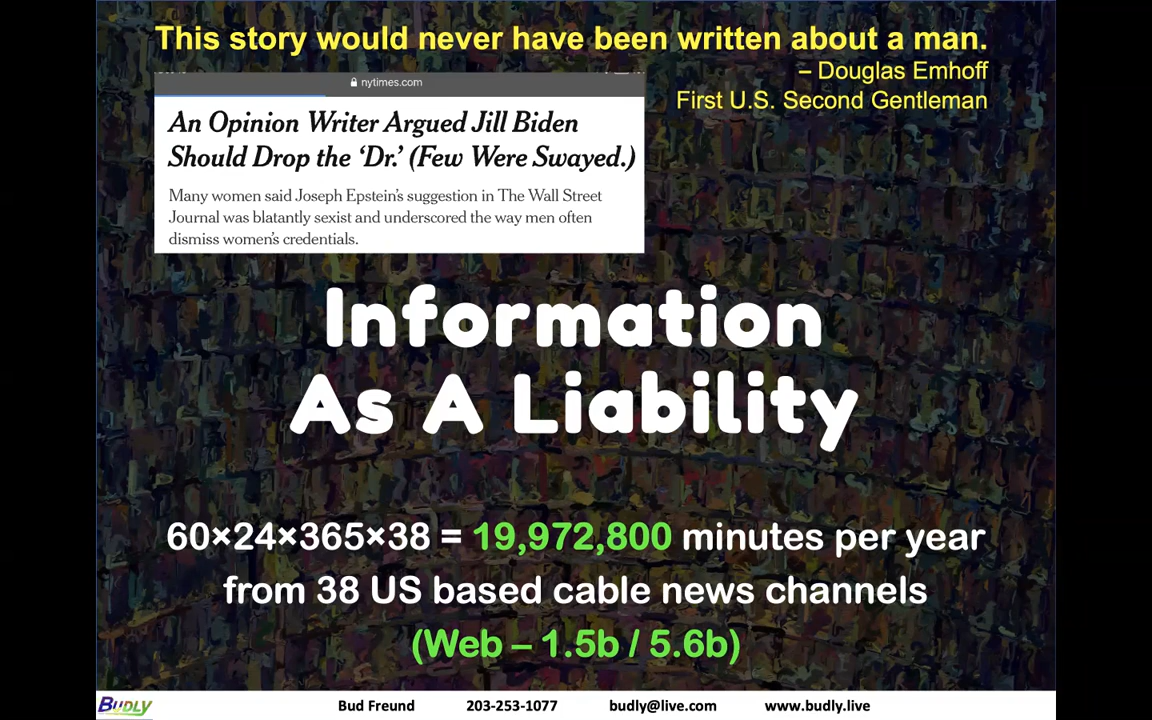 This story would never have been written about a man.
– Douglas Emhoff
First U.S. Second Gentleman
nytimes.com
An Opinion Writer Argued Jill Biden
Should Drop the ‘Dr.’ (Few Were Swayed.)
Many women said Joseph Epstein’s suggestion in The Wall Street
Journal was blatantly sexist and underscored the way men often
dismiss women’s credentials.
Information
As A Liability
60×24×365×38 = 19,972,800 minutes per year
from 38 US based cable news channels
(Web – 1.5b / 5.6b)
BUDLY Bud Freund 203-253-1077 budly@live.com www.budly.live